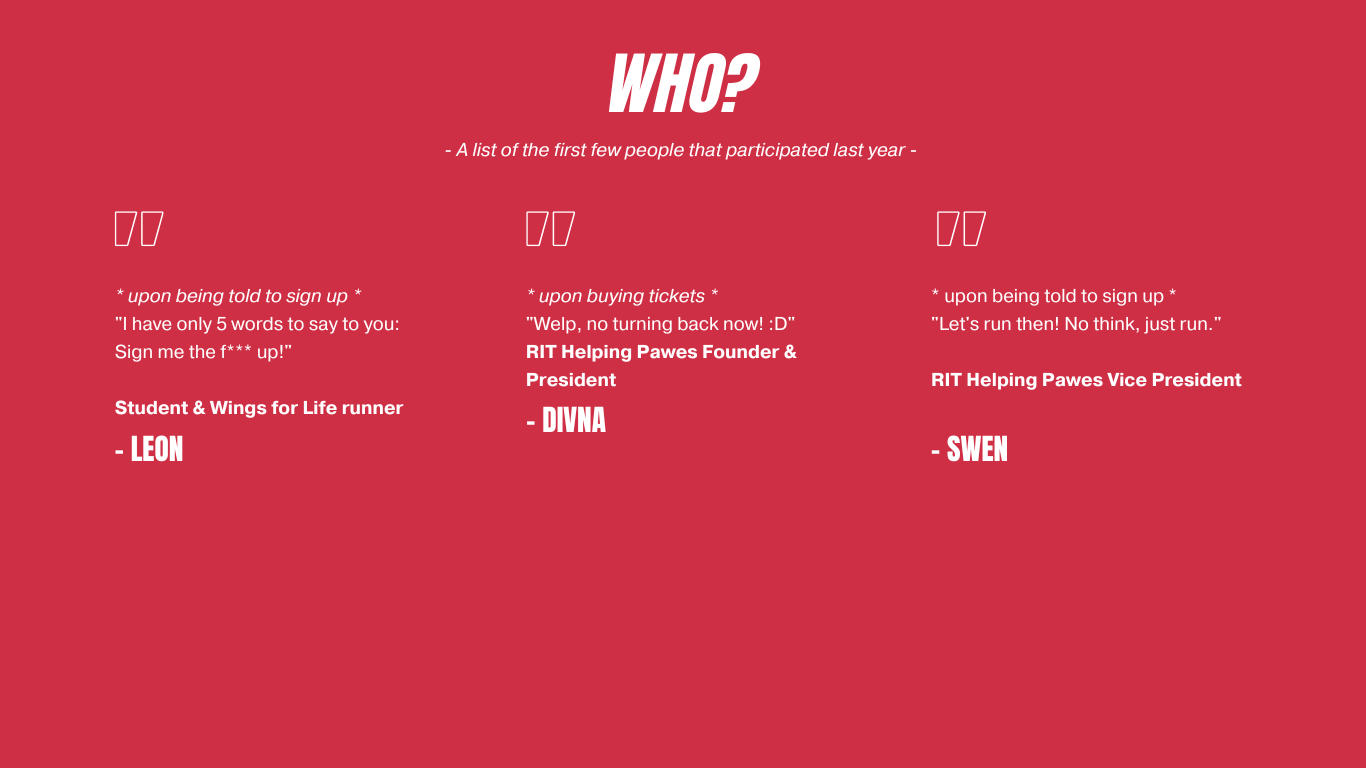 WHO?
- A list of the first few people that participated last year -
* upon being told to sign up *
"I have only 5 words to say to you:
Sign me the f*** up!"
Student & Wings for Life runner
- LEON
* upon buying tickets *
"Welp, no turning back now! :D"
RIT Helping Pawes Founder &
President
- DIVNA
* upon being told to sign up *
"Let's run then! No think, just run."
RIT Helping Pawes Vice President
- SWEN